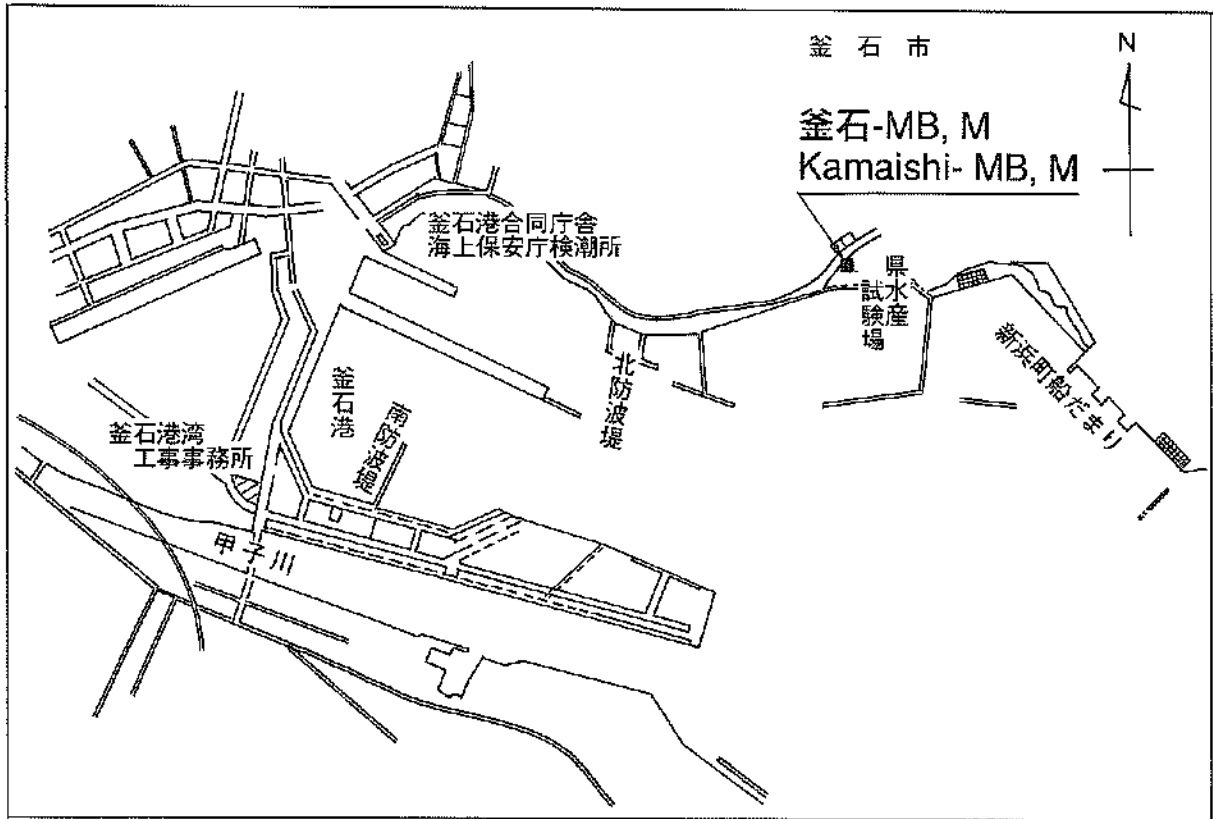 釜石市
N
釜石-MB, M
Kamaishi- MB, M
釜石港合同庁舎
海上保安庁検潮所
県水産
試験場
新浜町船だまり
北防波堤
釜石港
南防波堤
釜石港湾
工事事務所
甲子川